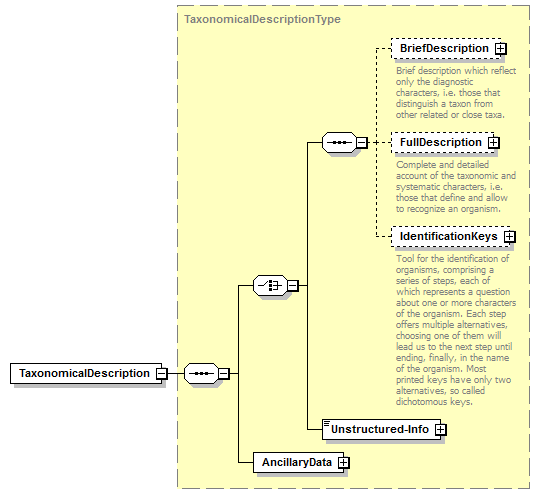 TaxonomicalDescriptionType
BriefDescription
Brief description which reflect
only the diagnostic
characters, i.e. those that
distinguish a taxon from
other related or close taxa.
FullDescription
Complete and detailed
account of the taxonomic and
systematic characters, i.e.
those that define and allow
to recognize an organism.
IdentificationKeys
Tool for the identification of
organisms, comprising a
series of steps, each of
which represents a question
about one or more characters
of the organism. Each step
offers multiple alternatives,
choosing one of them will
lead us to the next step until
ending, finally, in the name
of the organism. Most
printed keys have only two
alternatives, so called
dichotomous keys.
TaxonomicalDescription
Unstructured-Info
AncillaryData